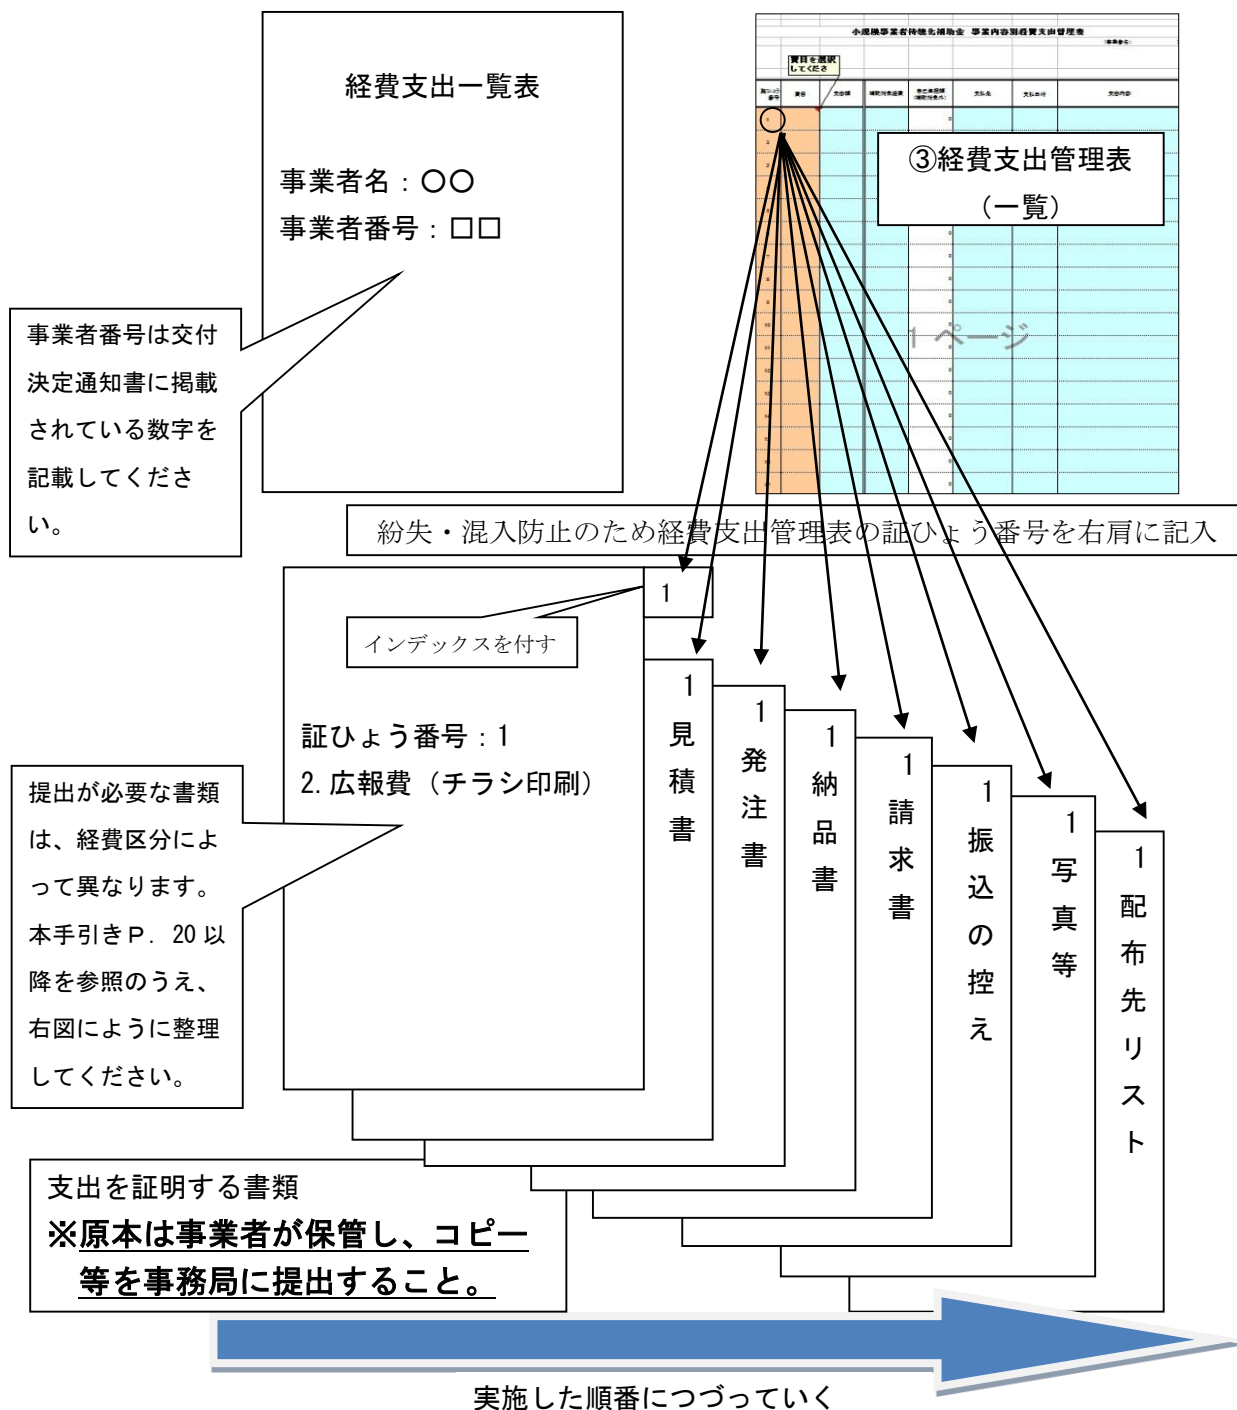 経費支出一覧表
事業者名：〇〇
事業者番号：□□
事業者番号は交付
決定通知書に掲載
されている数字を
記載してくださ
い。
小規模事業者持続化補助金 事業内容別経費支出管理表
費目を選択
してくださ
③経費支出管理表
（一覧）
1 ページ
紛失・混入防止のため経費支出管理表の証ひょう番号を右肩に記入
1
インデックスを付す
証ひょう番号：1
2.広報費（チラシ印刷）
提出が必要な書類
は、経費区分によ
って異なります。
本手引きＰ．20 以
降を参照のうえ、
右図にように整理
してください。
1 見積書
1 発注書
1 納品書
1 請求書
1 振込の控え
1 写真等
1 配布先リスト
支出を証明する書類
※原本は事業者が保管し、コピー
等を事務局に提出すること。
実施した順番につづっていく